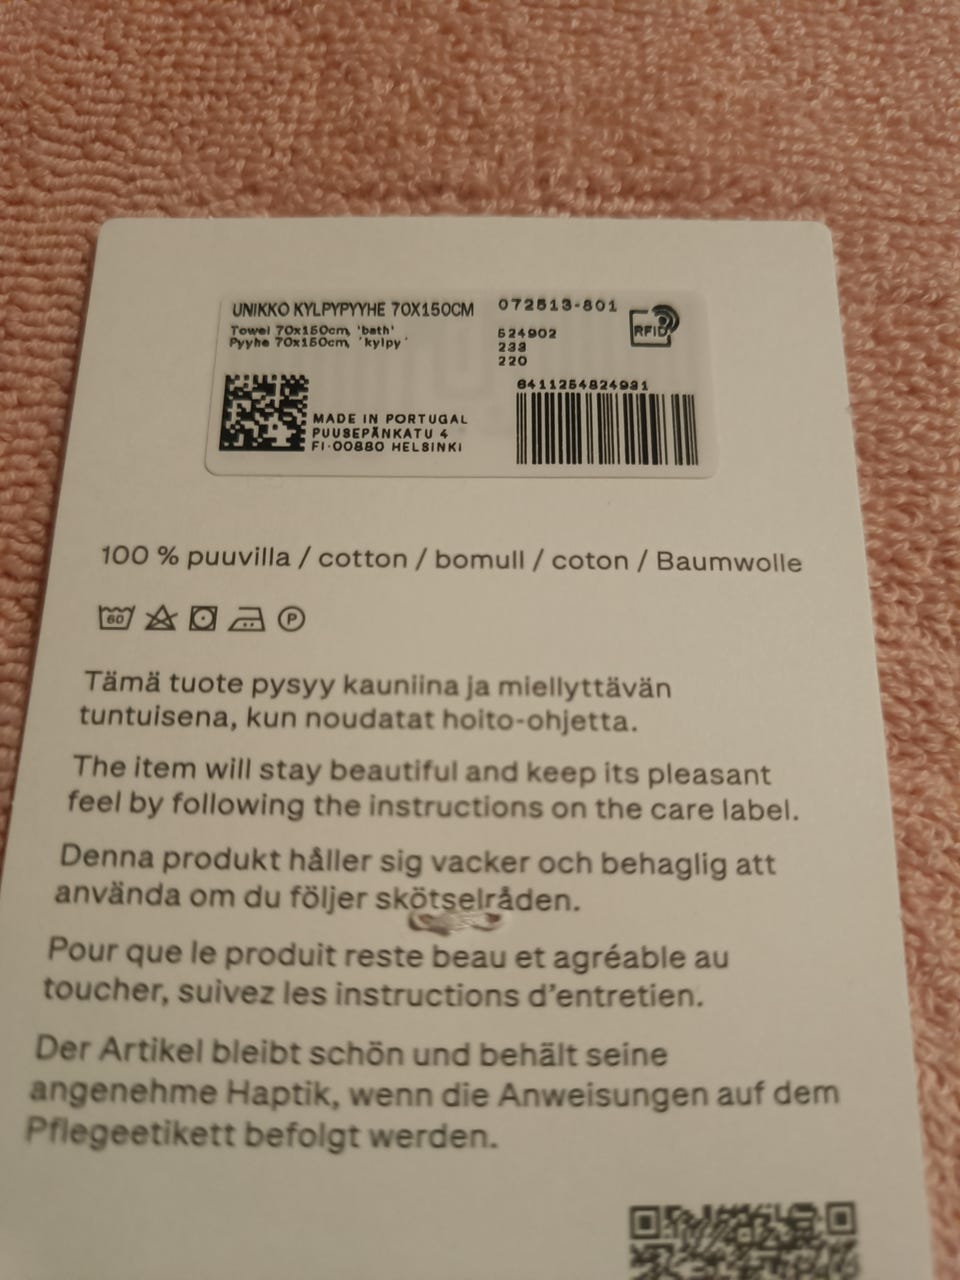 UNIKKO KYLPYPYYHE 70X150CM
Towel 70x150cm, 'bath'
Pyyhe 70x150cm, 'kylpy'
072513-801
524902
233
220
RFID
6411254824931
MADE IN PORTUGAL
PUUSEPÄNKATU 4
FI-00880 HELSINKI
100 % puuvilla / cotton / bomull / coton / Baumwolle
60
P
Tämä tuote pysyy kauniina ja miellyttävän
tuntuisena, kun noudatat hoito-ohjetta.
The item will stay beautiful and keep its pleasant
feel by following the instructions on the care label.
Denna produkt håller sig vacker och behaglig att
använda om du följer skötselråden.
Pour que le produit reste beau et agréable au
toucher, suivez les instructions d'entretien.
Der Artikel bleibt schön und behält seine
angenehme Haptik, wenn die Anweisungen auf dem
Pflegeetikett befolgt werden.